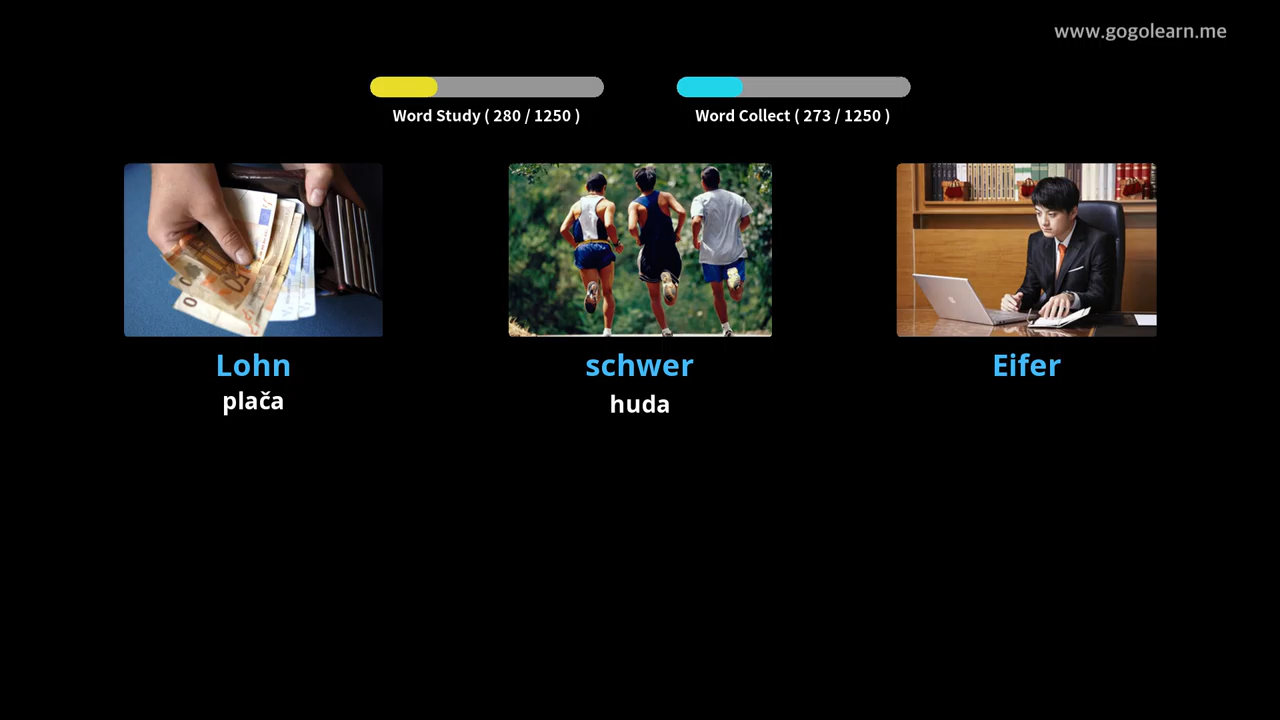 www.gogolearn.me
Word Study ( 280 / 1250 )
Word Collect ( 273 / 1250 )
Lohn
schwer
Eifer
plača
huda